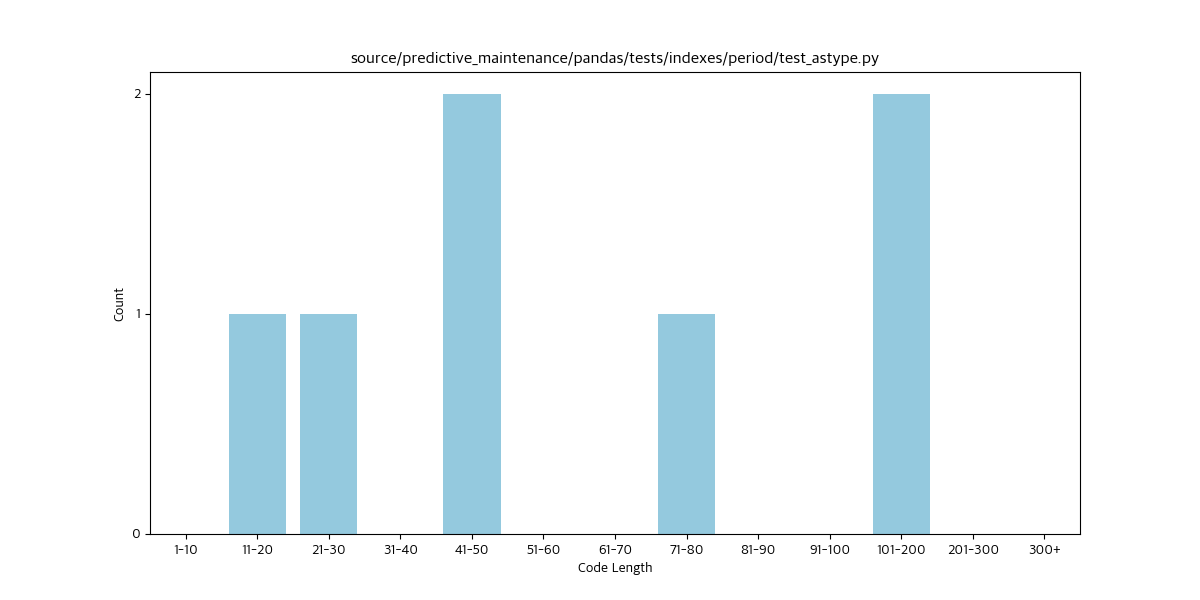 source/predictive_maintenance/pandas/tests/indexes/period/test_astype.py
2
1
0
Count
1-10 11-20 21-30 31-40 41-50 51-60 61-70 71-80 81-90 91-100 101-200 201-300 300+
Code Length